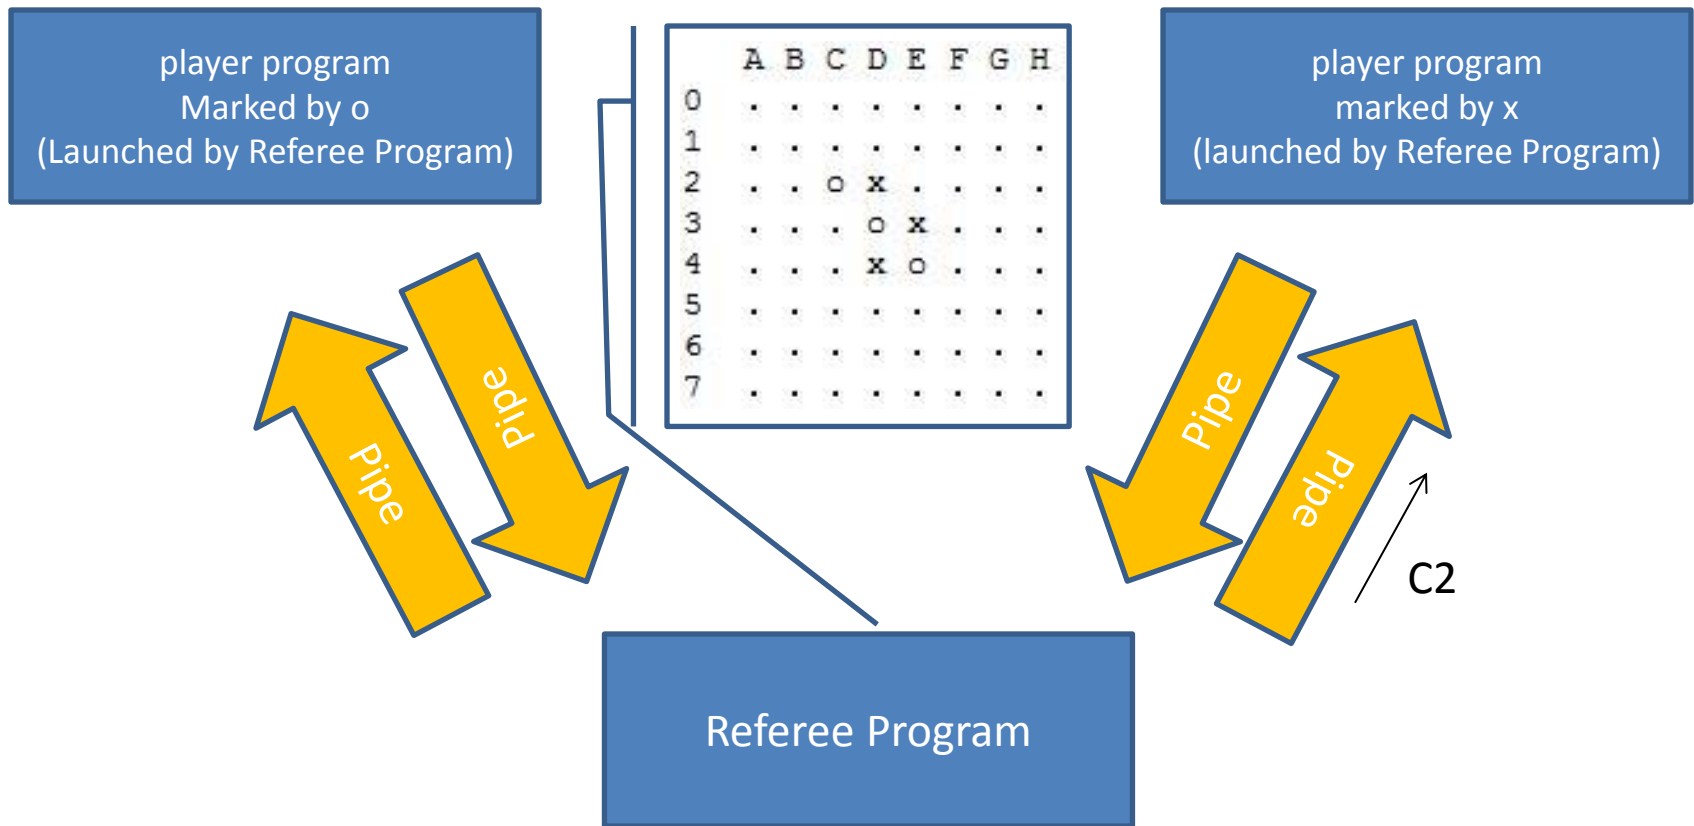 player program
Marked by o
(Launched by Referee Program)
A B C D E F G H
0 . . . . . . . .
1 . . . . . . . .
2 . . o x . . . .
3 . . . o x . . .
4 . . . x o . . .
5 . . . . . . . .
6 . . . . . . . .
7 . . . . . . . .
player program
marked by x
(launched by Referee Program)
Pipe
Pipe
Pipe
Pipe
C2
Referee Program